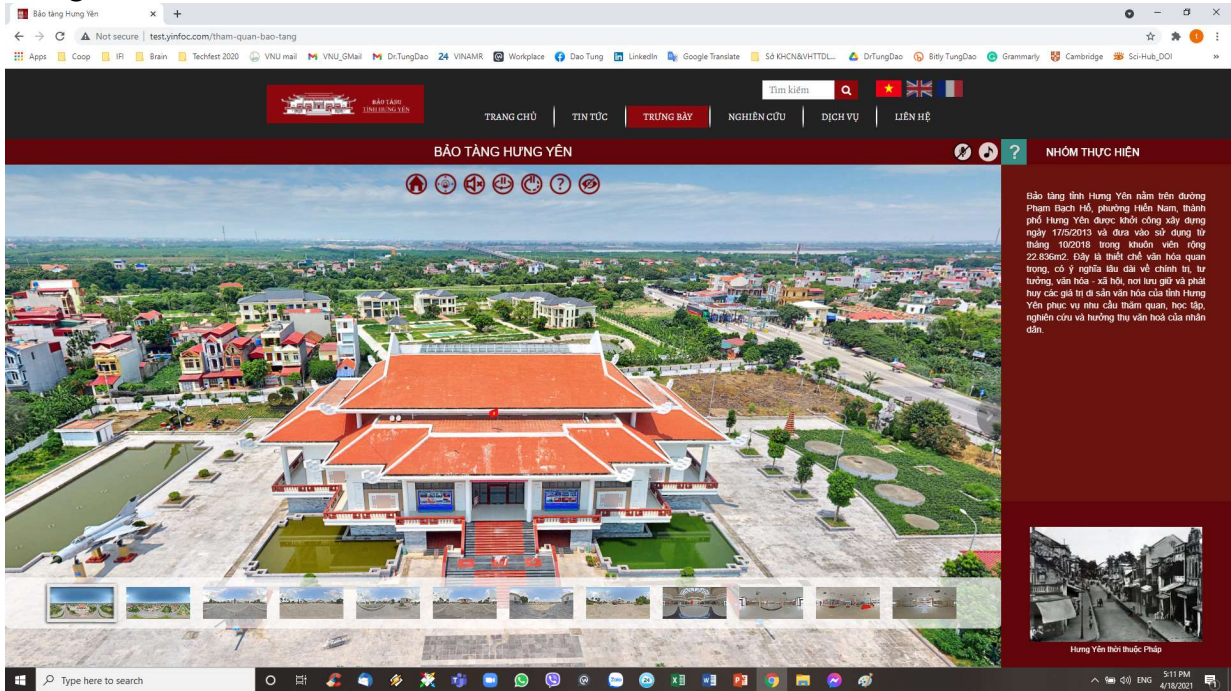 Bảo tàng Hưng Yên
Not secure | test.yinfoc.com/tham-quan-bao-tang
Apps Coop IFI Brain Techfest 2020 VNU mail VNU_GMail Dr.TungDao 24 VINAMR Workplace Dao Tung LinkedIn Google Translate Sở KHCN&VHTTDL... DrTungDao Bitly TungDao Grammarly Cambridge Sci-Hub_DOI »
BẢO TÀNG
TỈNH HƯNG YÊN
Tìm kiếm
TRANG CHỦ TIN TỨC TRƯNG BÀY NGHIÊN CỨU DỊCH VỤ LIÊN HỆ
BẢO TÀNG HƯNG YÊN
? NHÓM THỰC HIỆN
Bảo tàng tỉnh Hưng Yên nằm trên đường
Phạm Bạch Hổ, phường Hiến Nam, thành
phố Hưng Yên được khởi công xây dựng
ngày 17/5/2013 và đưa vào sử dụng từ
tháng 10/2018 trong khuôn viên rộng
22.836m2. Đây là thiết chế văn hóa quan
trọng, có ý nghĩa lâu dài về chính trị, tư
tưởng, văn hóa - xã hội, nơi lưu giữ và phát
huy các giá trị di sản văn hóa của tỉnh Hưng
Yên phục vụ nhu cầu thăm quan, học tập,
nghiên cứu và hưởng thụ văn hoá của nhân
dân.
Hưng Yên thời thuộc Pháp
Type here to search
ENG
5:11 PM
4/18/2021